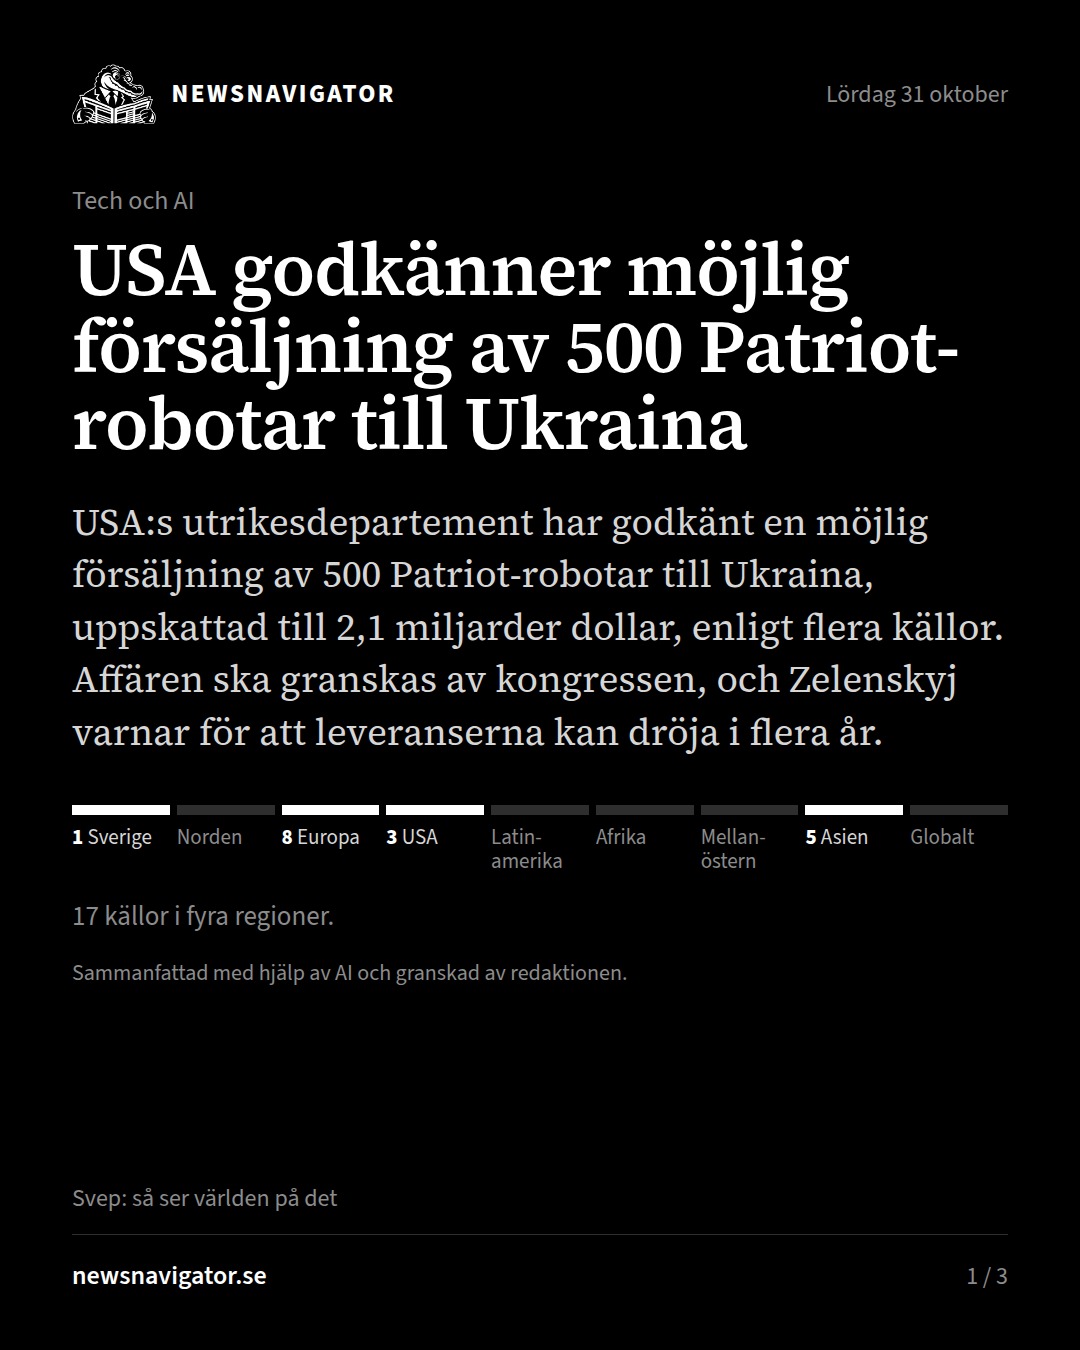 NEWSNAVIGATOR
Lördag 31 oktober
Tech och AI
USA godkänner möjlig
försäljning av 500 Patriot-
robotar till Ukraina
USA:s utrikesdepartement har godkänt en möjlig
försäljning av 500 Patriot-robotar till Ukraina,
uppskattad till 2,1 miljarder dollar, enligt flera källor.
Affären ska granskas av kongressen, och Zelenskyj
varnar för att leveranserna kan dröja i flera år.
1 Sverige
Norden
8 Europa
3 USA
Latin-
amerika
Afrika
Mellan-
östern
5 Asien
Globalt
17 källor i fyra regioner.
Sammanfattad med hjälp av AI och granskad av redaktionen.
Svep: så ser världen på det
newsnavigator.se
1 / 3